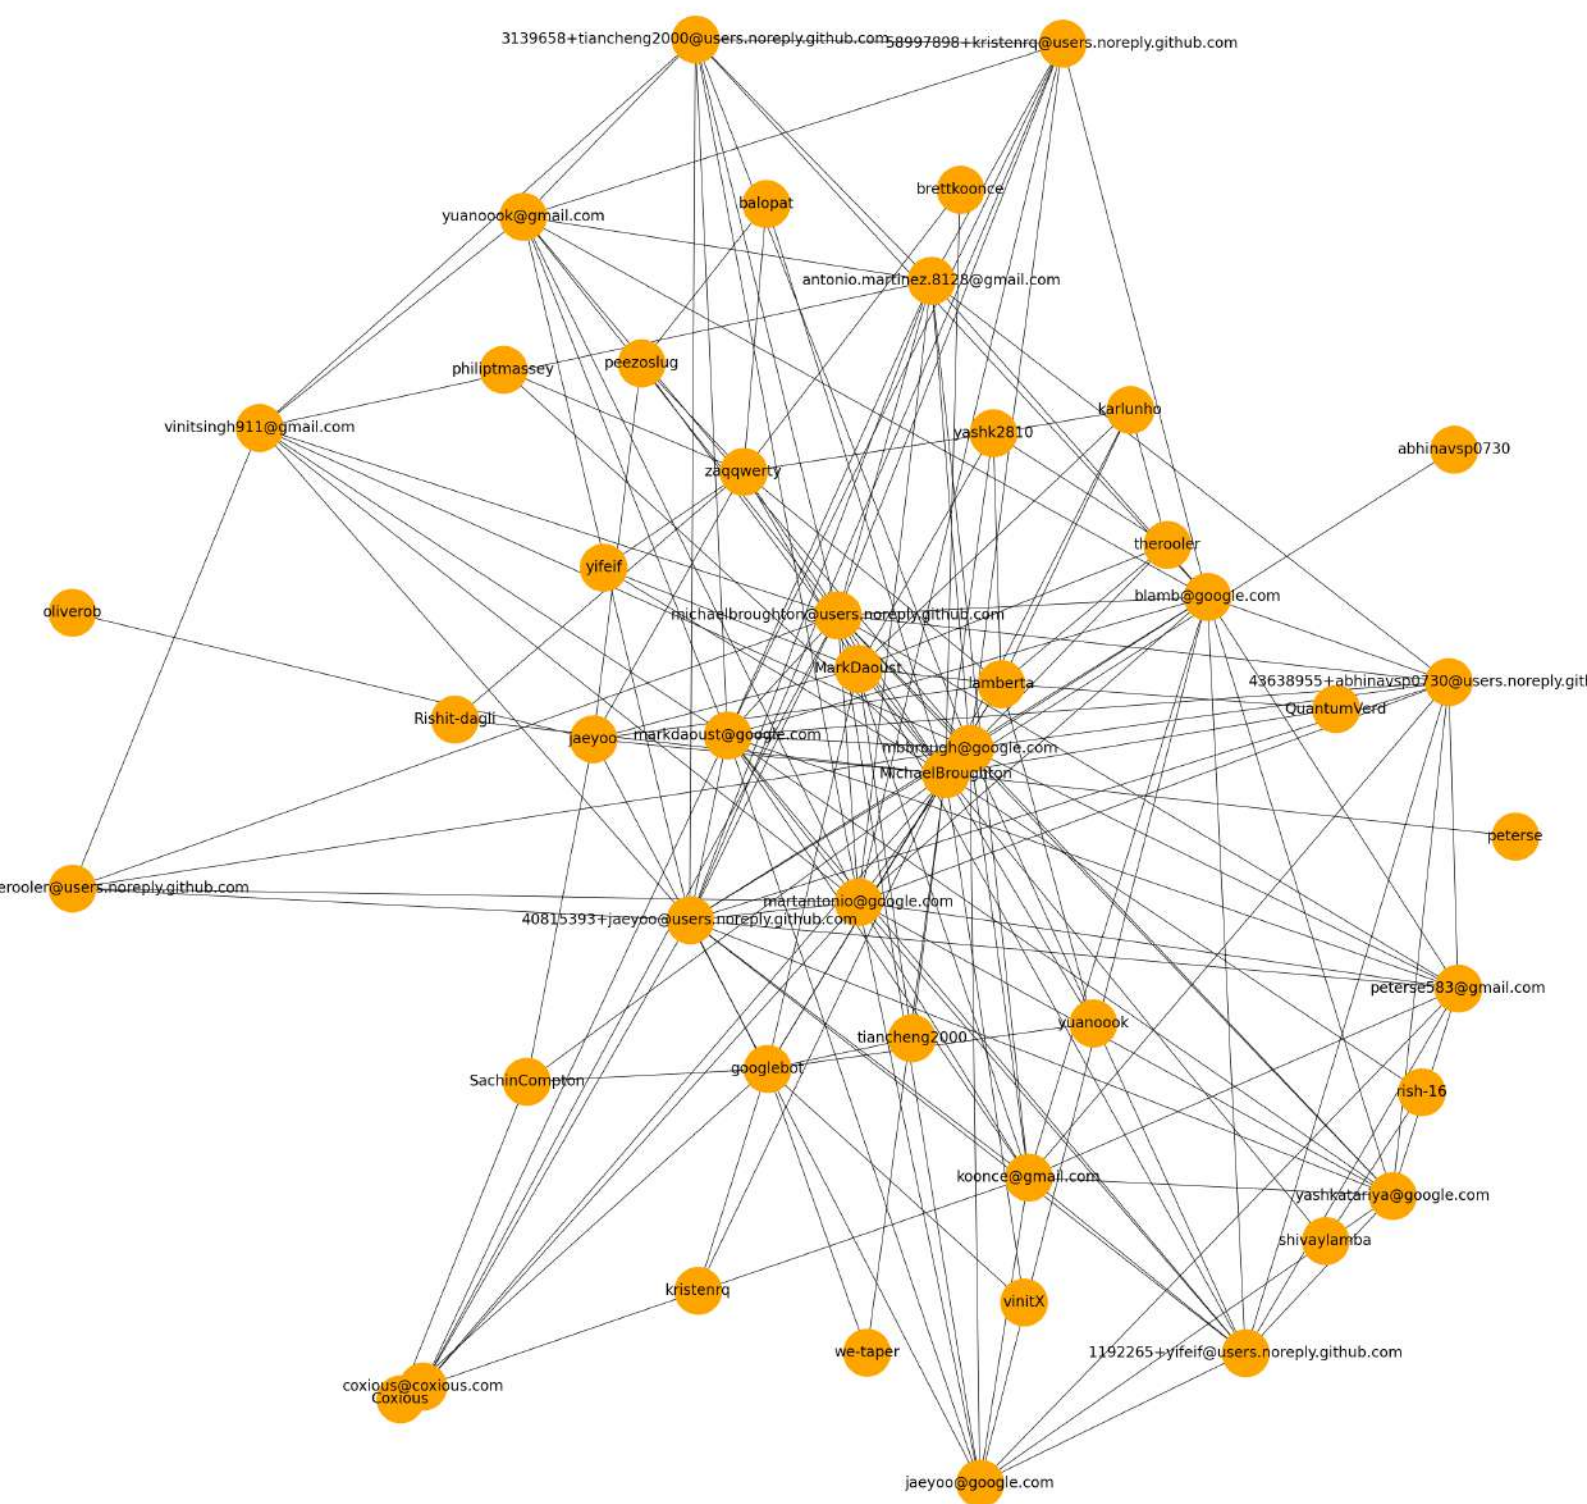 3139658+tiancheng2000@users.noreply.github.com
58997898+kristenrq@users.noreply.github.com
brettkoonce
balopat
yuanoook@gmail.com
antonio.martinez.8128@gmail.com
peezoslug
philiptmassey
karlunho
vinitsingh911@gmail.com
yashk2810
abhinavsp0730
zaqqwerty
therooler
yifeif
blamb@google.com
oliverob
michaelbroughton@users.noreply.github.com
MarkDaoust
lamberta
43638955+abhinavsp0730@users.noreply.git
QuantumVerd
Rishit-dagli
jaeyoo
markdaoust@google.com
mbbrough@google.com
MichaelBroughton
peterse
erooler@users.noreply.github.com
martantonio@google.com
40815393+jaeyoo@users.noreply.github.com
peterse583@gmail.com
yuanoook
tiancheng2000
googlebot
SachinCompton
rish-16
koonce@gmail.com
yashkatariya@google.com
shivaylamba
kristenrq
vinitX
we-taper
1192265+yifeif@users.noreply.github.com
coxious@coxious.com
Coxious
jaeyoo@google.com